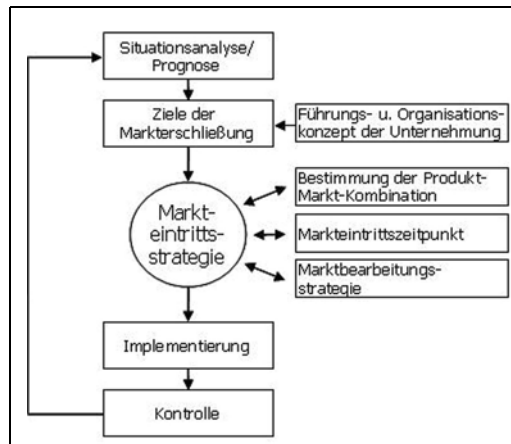 Situationsanalyse/
Prognose
Ziele der
Markterschließung
Führungs- u. Organisations-
konzept der Unternehmung
Bestimmung der Produkt-
Markt-Kombination
Markt-
eintritts-
strategie
Markteintrittszeitpunkt
Marktbearbeitungs-
strategie
Implementierung
Kontrolle